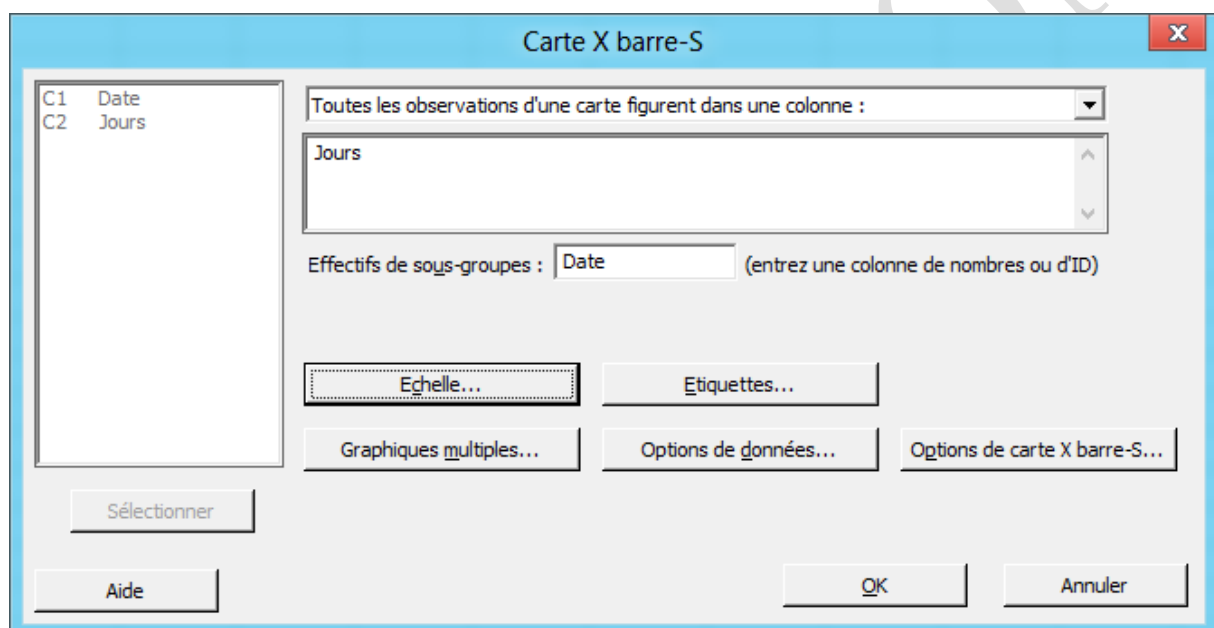 Carte X barre-S
x
C1 Date
C2 Jours
Toutes les observations d'une carte figurent dans une colonne :
Jours
Effectifs de sous-groupes : Date (entrez une colonne de nombres ou d'ID)
Echelle... Etiquettes...
Graphiques multiples... Options de données... Options de carte X barre-S...
Sélectionner
Aide OK Annuler